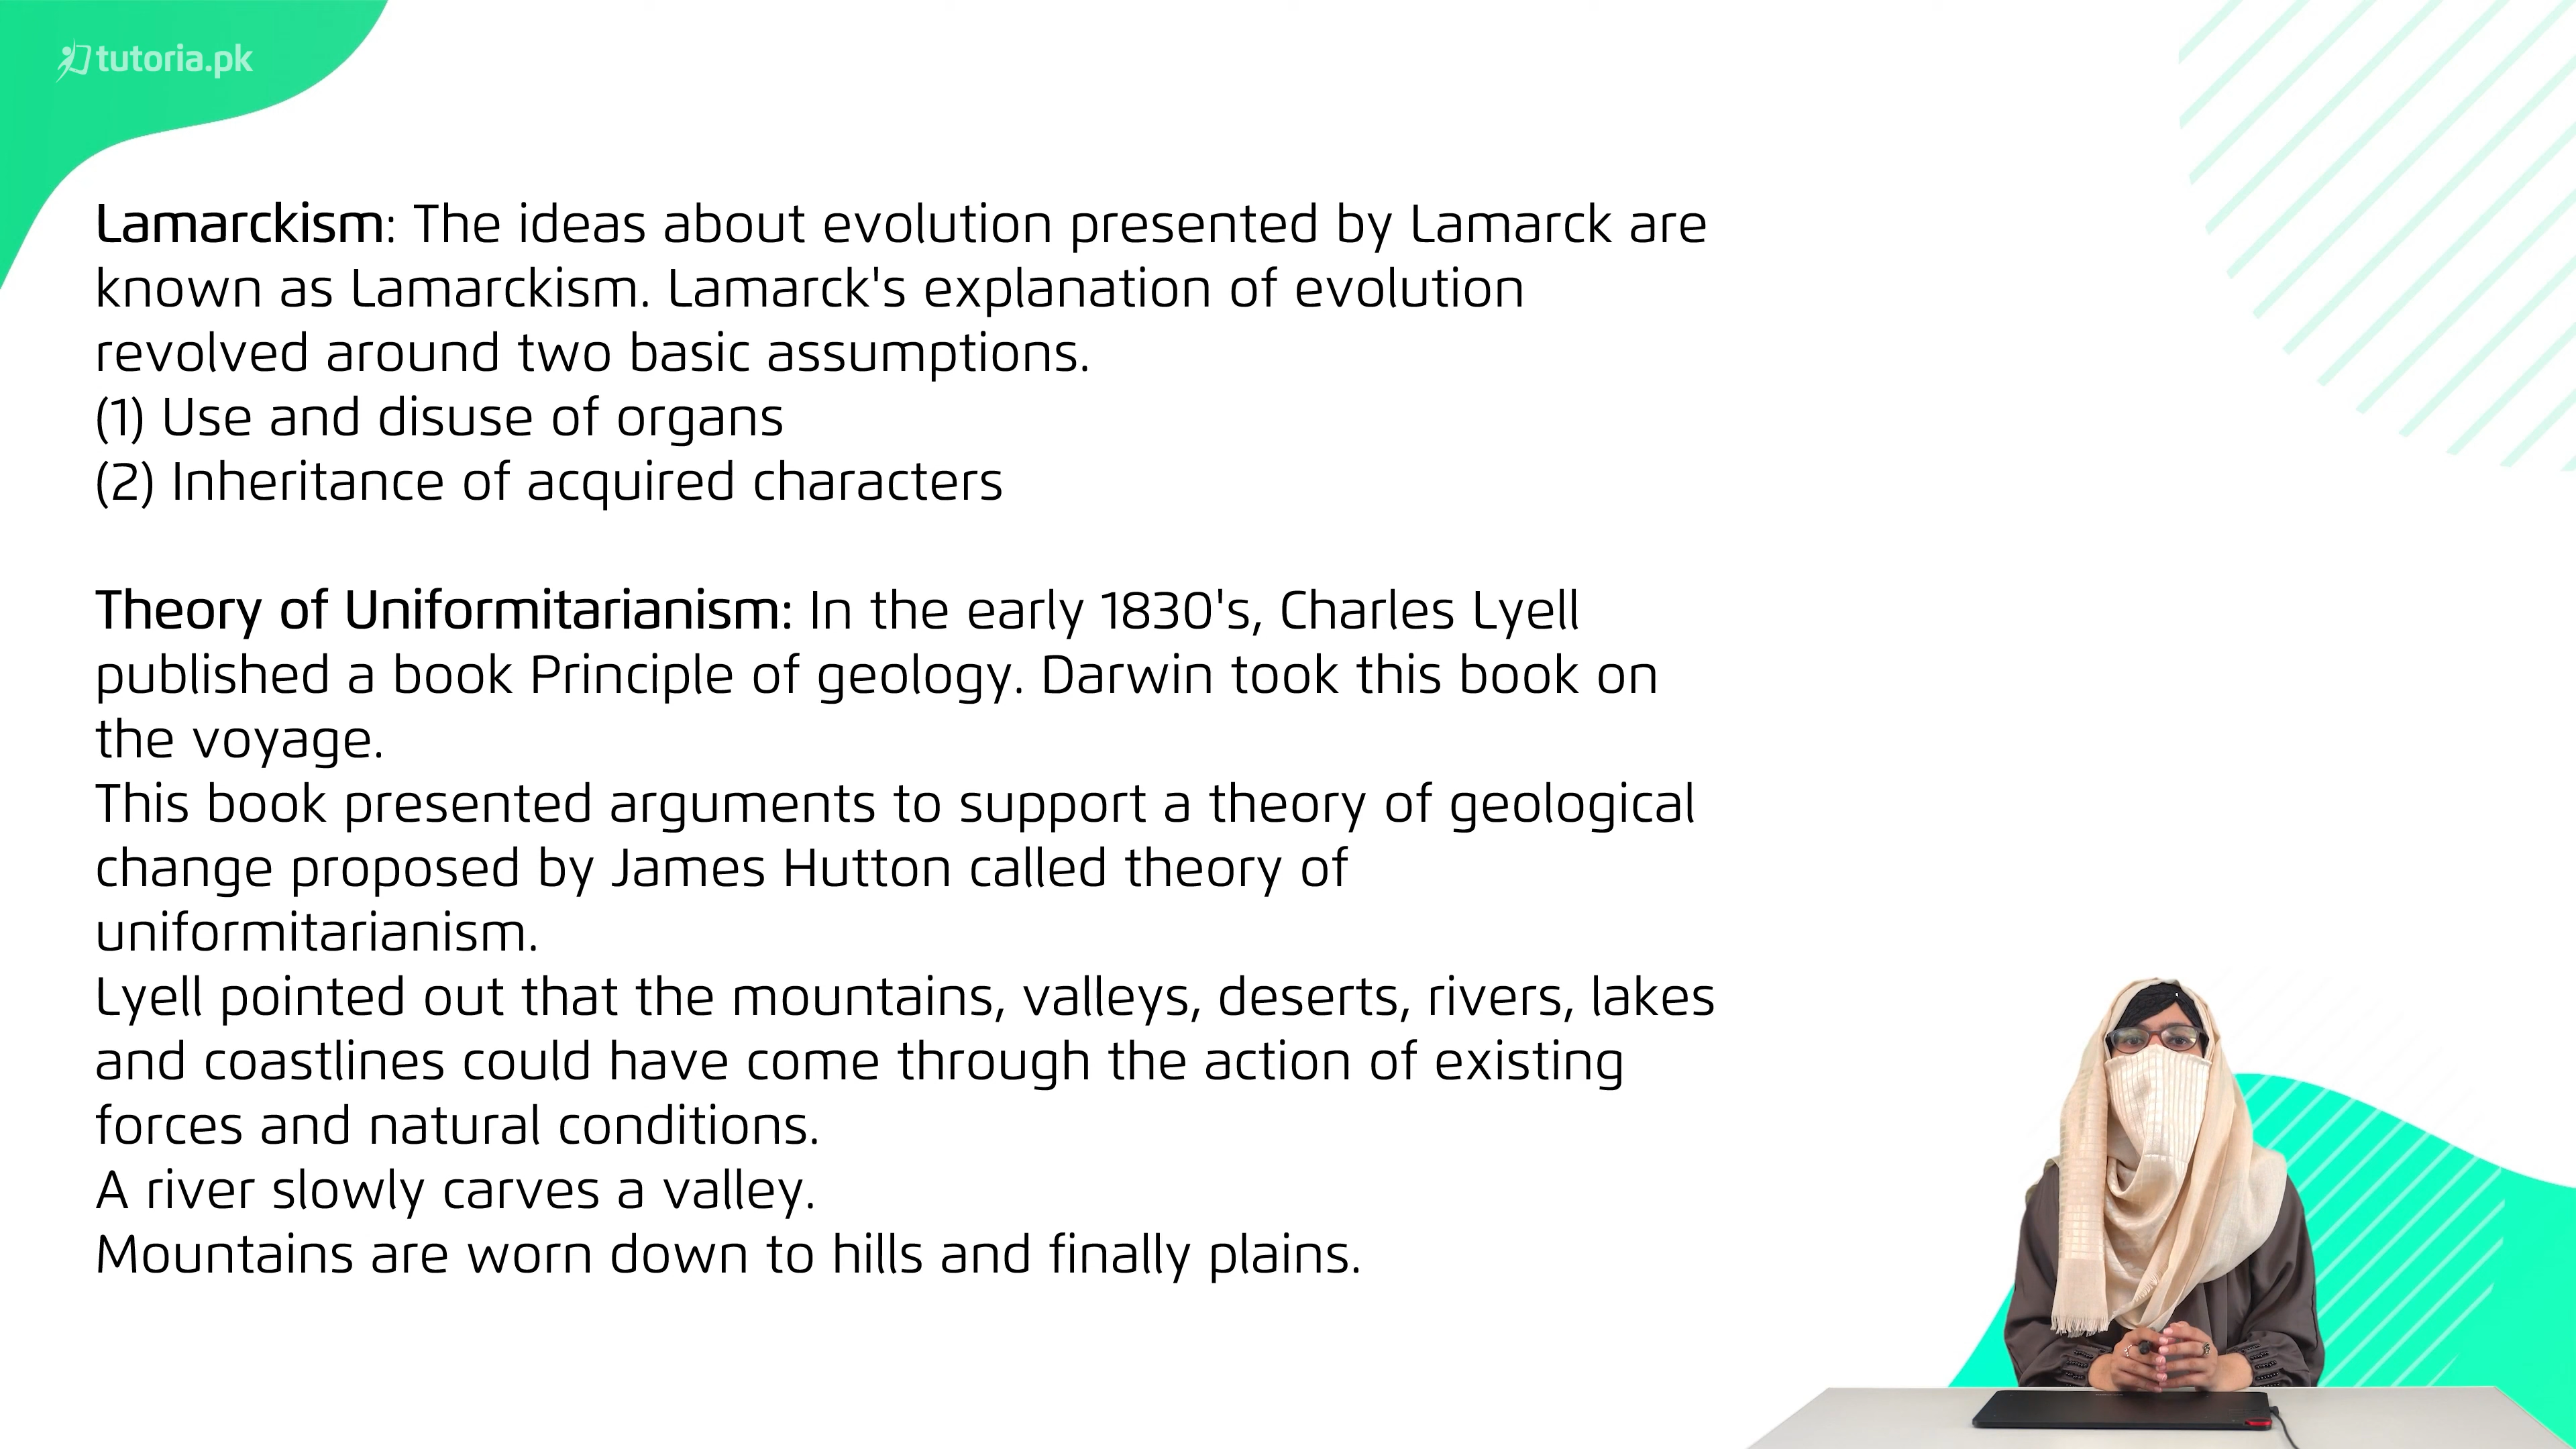 tutoria.pk
Lamarckism: The ideas about evolution presented by Lamarck are
known as Lamarckism. Lamarck's explanation of evolution
revolved around two basic assumptions.
(1) Use and disuse of organs
(2) Inheritance of acquired characters
Theory of Uniformitarianism: In the early 1830's, Charles Lyell
published a book Principle of geology. Darwin took this book on
the voyage.
This book presented arguments to support a theory of geological
change proposed by James Hutton called theory of
uniformitarianism.
Lyell pointed out that the mountains, valleys, deserts, rivers, lakes
and coastlines could have come through the action of existing
forces and natural conditions.
A river slowly carves a valley.
Mountains are worn down to hills and finally plains.